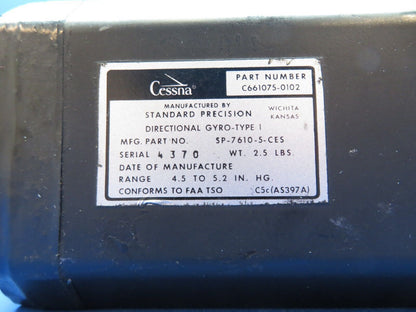 Cessna
PART NUMBER
C661075-0102
MANUFACTURED BY
STANDARD PRECISION
WICHITA
KANSAS
DIRECTIONAL GYRO-TYPE 1
MFG. PART NO. SP-7610-5-CES
SERIAL 4370 WT. 2.5 LBS.
DATE OF MANUFACTURE
RANGE 4.5 TO 5.2 IN. HG.
CONFORMS TO FAA TSO C5c (AS397A)